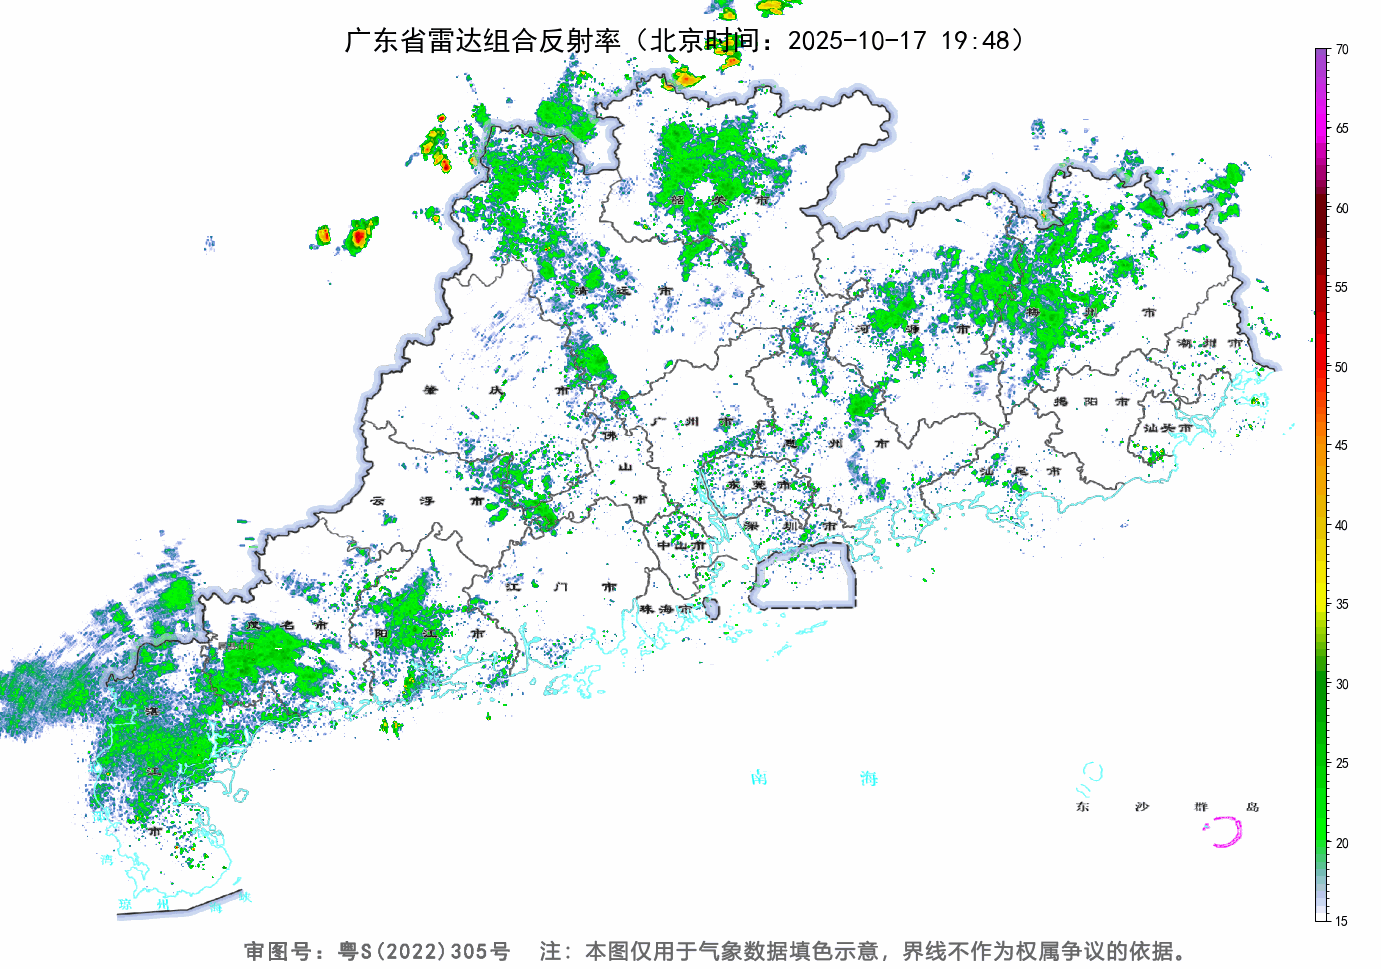 广东省雷达组合反射率（北京时间：2025-10-17 19:48）
70
65
60
55
50
45
40
35
30
25
20
15
韶关市
清远市
河源市
梅州市
潮州市
肇庆市
广州市
佛山市
惠州市
揭阳市
汕头市
汕尾市
云浮市
东莞市
深圳市
中山市
江门市
珠海市
茂名市
阳江市
湛江市
南海
东沙群岛
湾
琼州海峡
审图号：粤S(2022)305号 注：本图仅用于气象数据填色示意，界线不作为权属争议的依据。